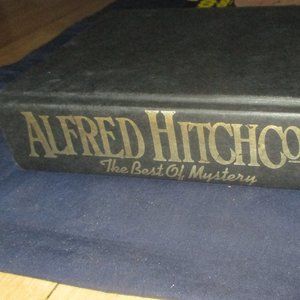 ALFRED HITCHCO
The Best Of Mystery